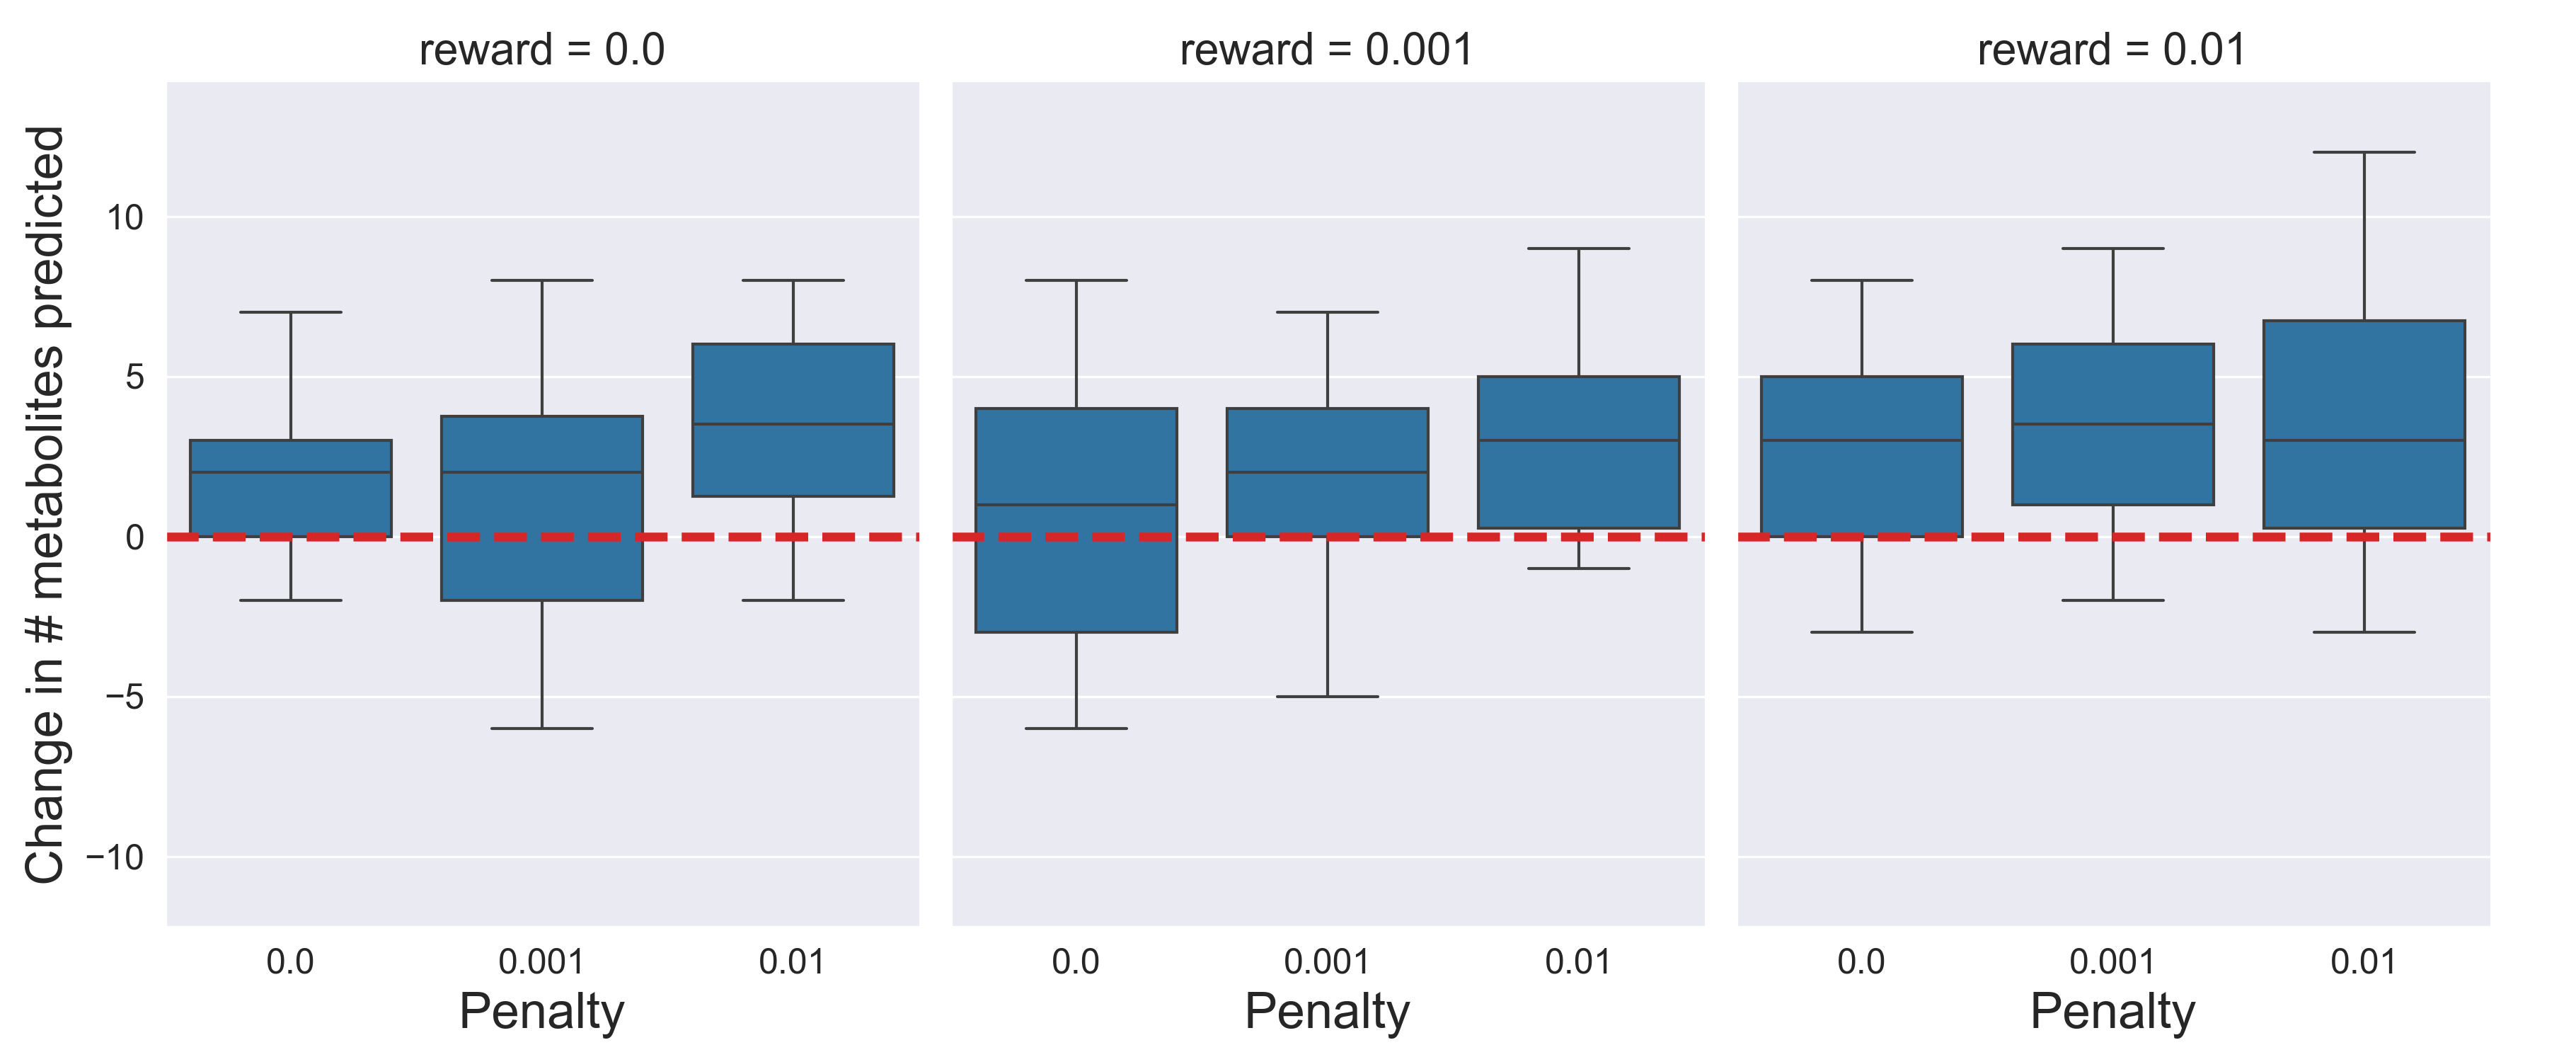 reward = 0.0
reward = 0.001
reward = 0.01
Change in # metabolites predicted
10
5
0
−5
−10
0.0 0.001 0.01
0.0 0.001 0.01
0.0 0.001 0.01
Penalty
Penalty
Penalty